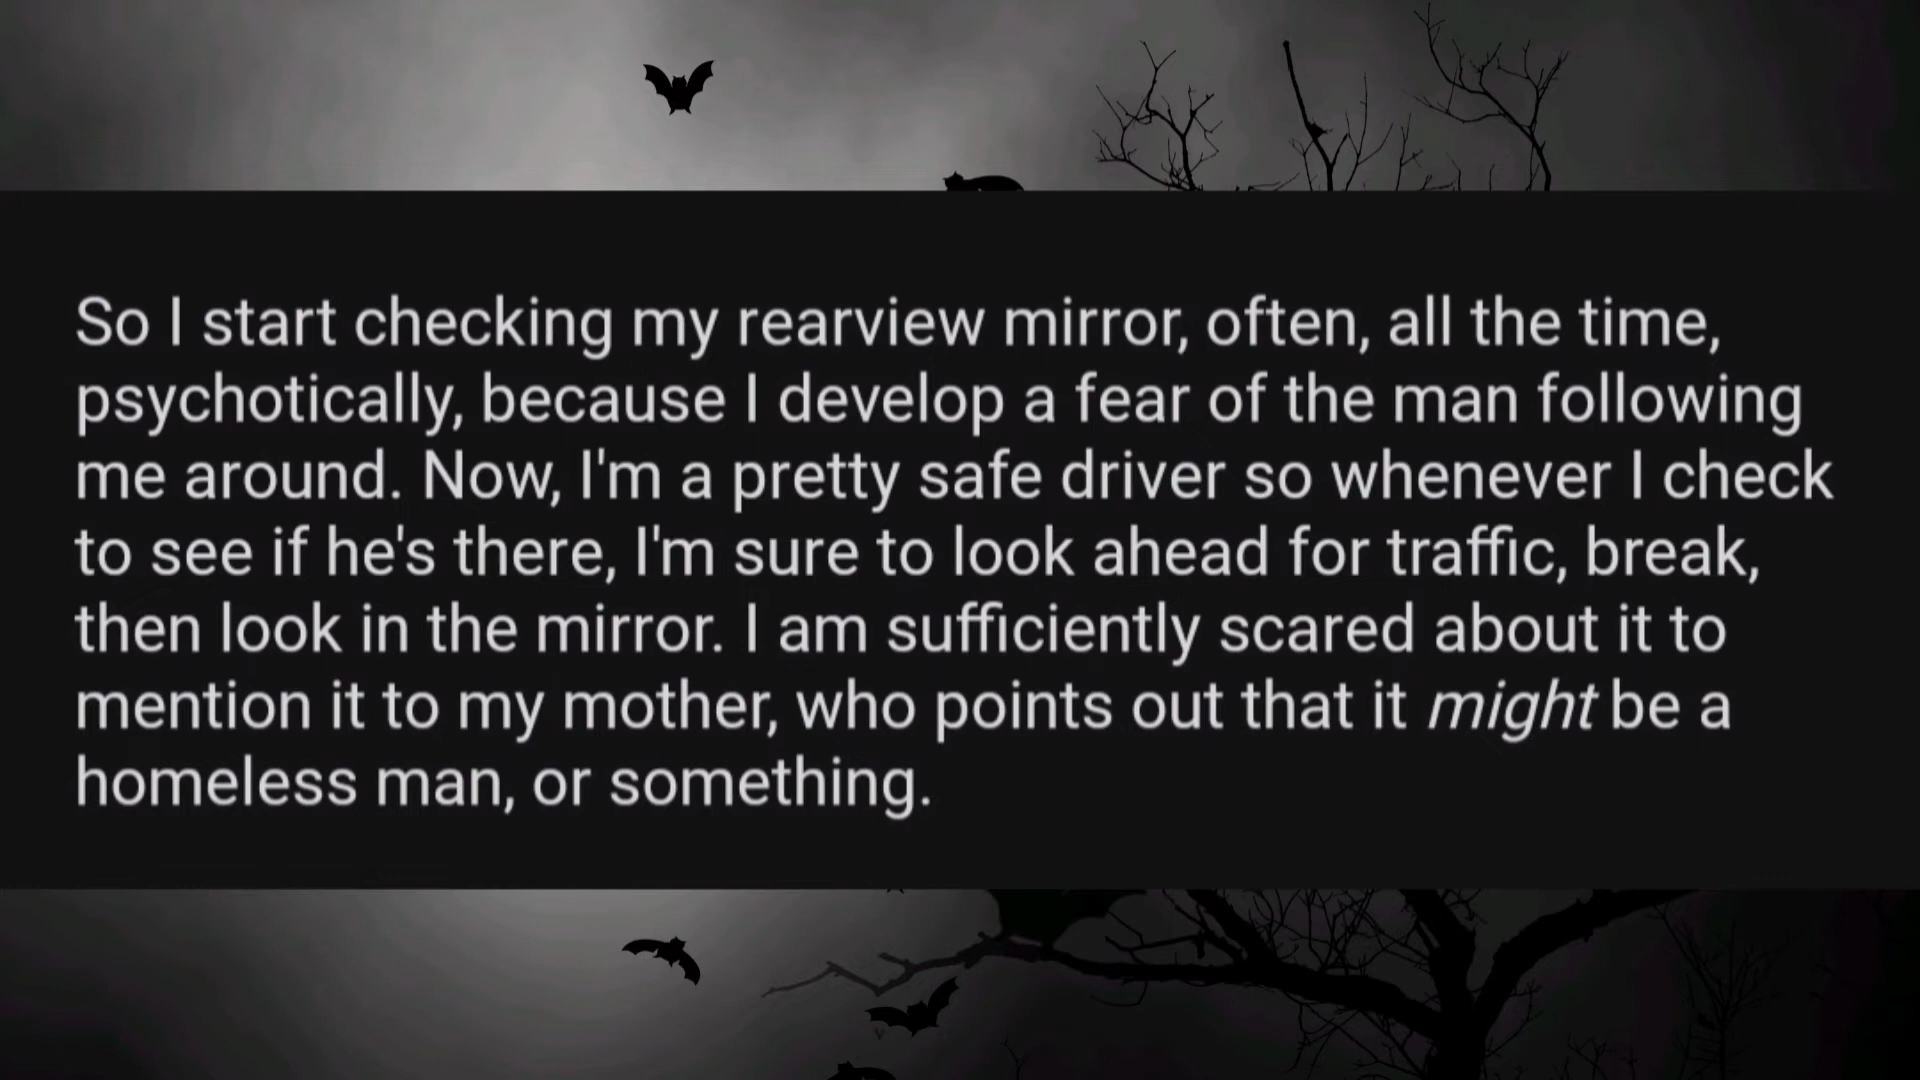 So I start checking my rearview mirror, often, all the time,
psychotically, because I develop a fear of the man following
me around. Now, I'm a pretty safe driver so whenever I check
to see if he's there, I'm sure to look ahead for traffic, break,
then look in the mirror. I am sufficiently scared about it to
mention it to my mother, who points out that it might be a
homeless man, or something.